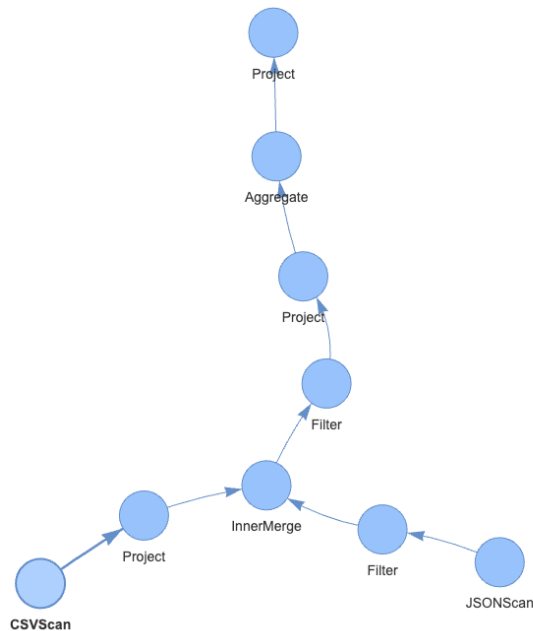 Project
Aggregate
Project
Filter
InnerMerge
Project
Filter
JSONScan
CSVScan